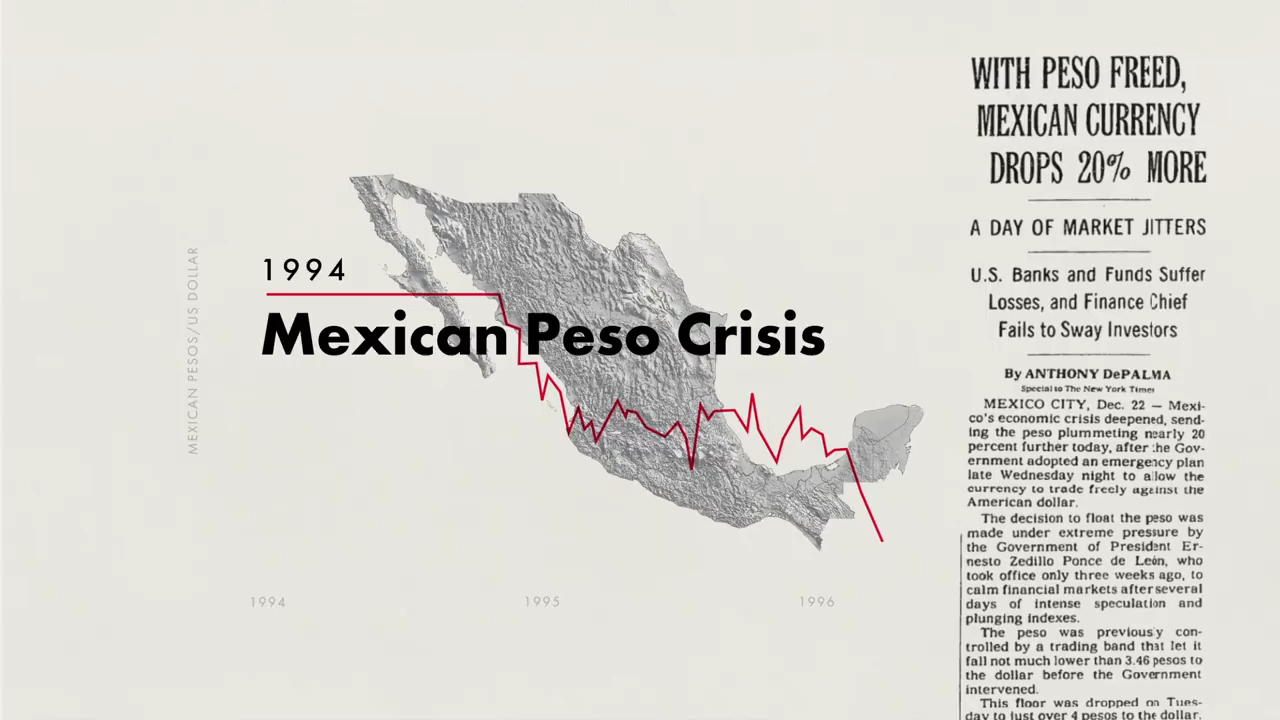 MEXICAN PESOS/US DOLLAR
1994
Mexican Peso Crisis
1994
1995
1996
WITH PESO FREED,
MEXICAN CURRENCY
DROPS 20% MORE
A DAY OF MARKET JITTERS
U.S. Banks and Funds Suffer
Losses, and Finance Chief
Fails to Sway Investors
By ANTHONY DePALMA
Special to The New York Times
MEXICO CITY, Dec. 22 — Mexi-
co's economic crisis deepened, send-
ing the peso plummeting nearly 20
percent further today, after the Gov-
ernment adopted an emergency plan
late Wednesday night to allow the
currency to trade freely against the
American dollar.
The decision to float the peso was
made under extreme pressure by
the Government of President Er-
nesto Zedillo Ponce de León, who
took office only three weeks ago, to
calm financial markets after several
days of intense speculation and
plunging indexes.
The peso was previously con-
trolled by a trading band that let it
fall not much lower than 3.46 pesos to
the dollar before the Government
intervened.
This floor was dropped on Tues-
day to just over 4 pesos to the dollar,